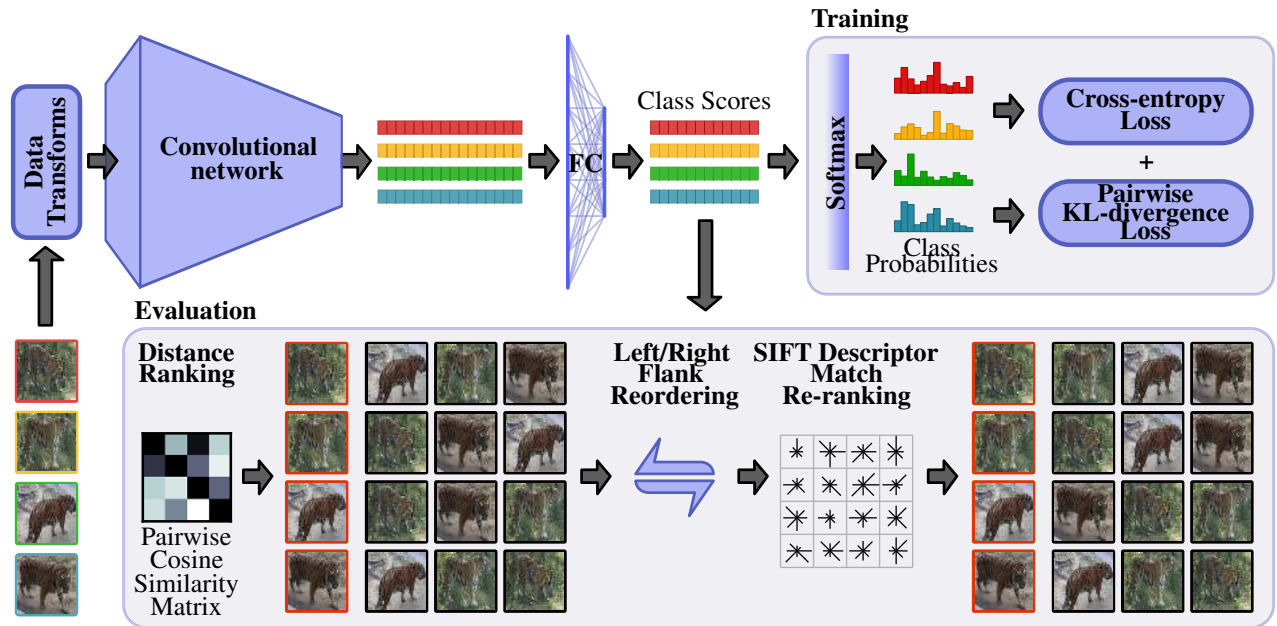 Training
Data
Transforms
Convolutional
network
FC
Class Scores
Softmax
Class
Probabilities
Cross-entropy
Loss
+
Pairwise
KL-divergence
Loss
Evaluation
Distance
Ranking
Pairwise
Cosine
Similarity
Matrix
Left/Right
Flank
Reordering
SIFT Descriptor
Match
Re-ranking